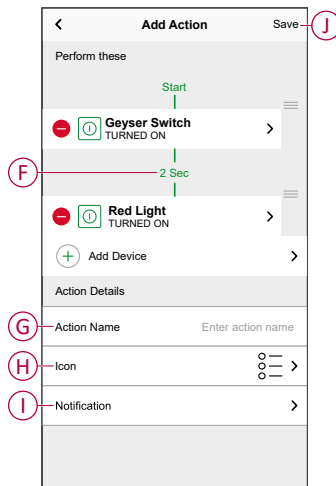 Add Action
Save
J
Perform these
Start
Geyser Switch
TURNED ON
F
2 Sec
Red Light
TURNED ON
Add Device
Action Details
G
Action Name
Enter action name
H
Icon
I
Notification